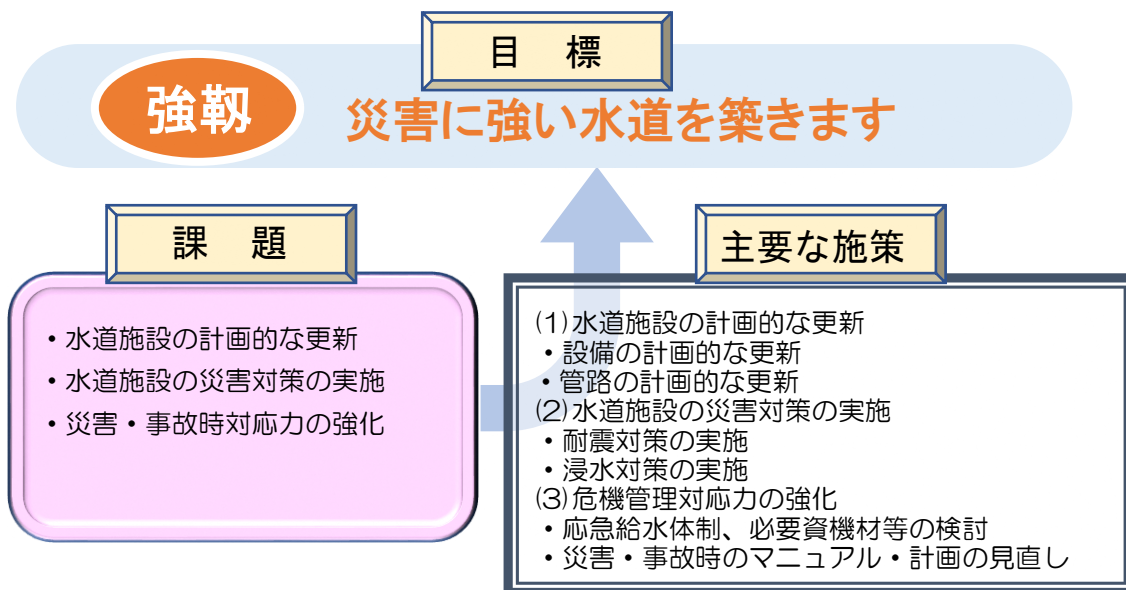 目　標
強靱　災害に強い水道を築きます
課　題
・水道施設の計画的な更新
・水道施設の災害対策の実施
・災害・事故時対応力の強化
主要な施策
(1)水道施設の計画的な更新
・設備の計画的な更新
・管路の計画的な更新
(2)水道施設の災害対策の実施
・耐震対策の実施
・浸水対策の実施
(3)危機管理対応力の強化
・応急給水体制、必要資機材等の検討
・災害・事故時のマニュアル・計画の見直し